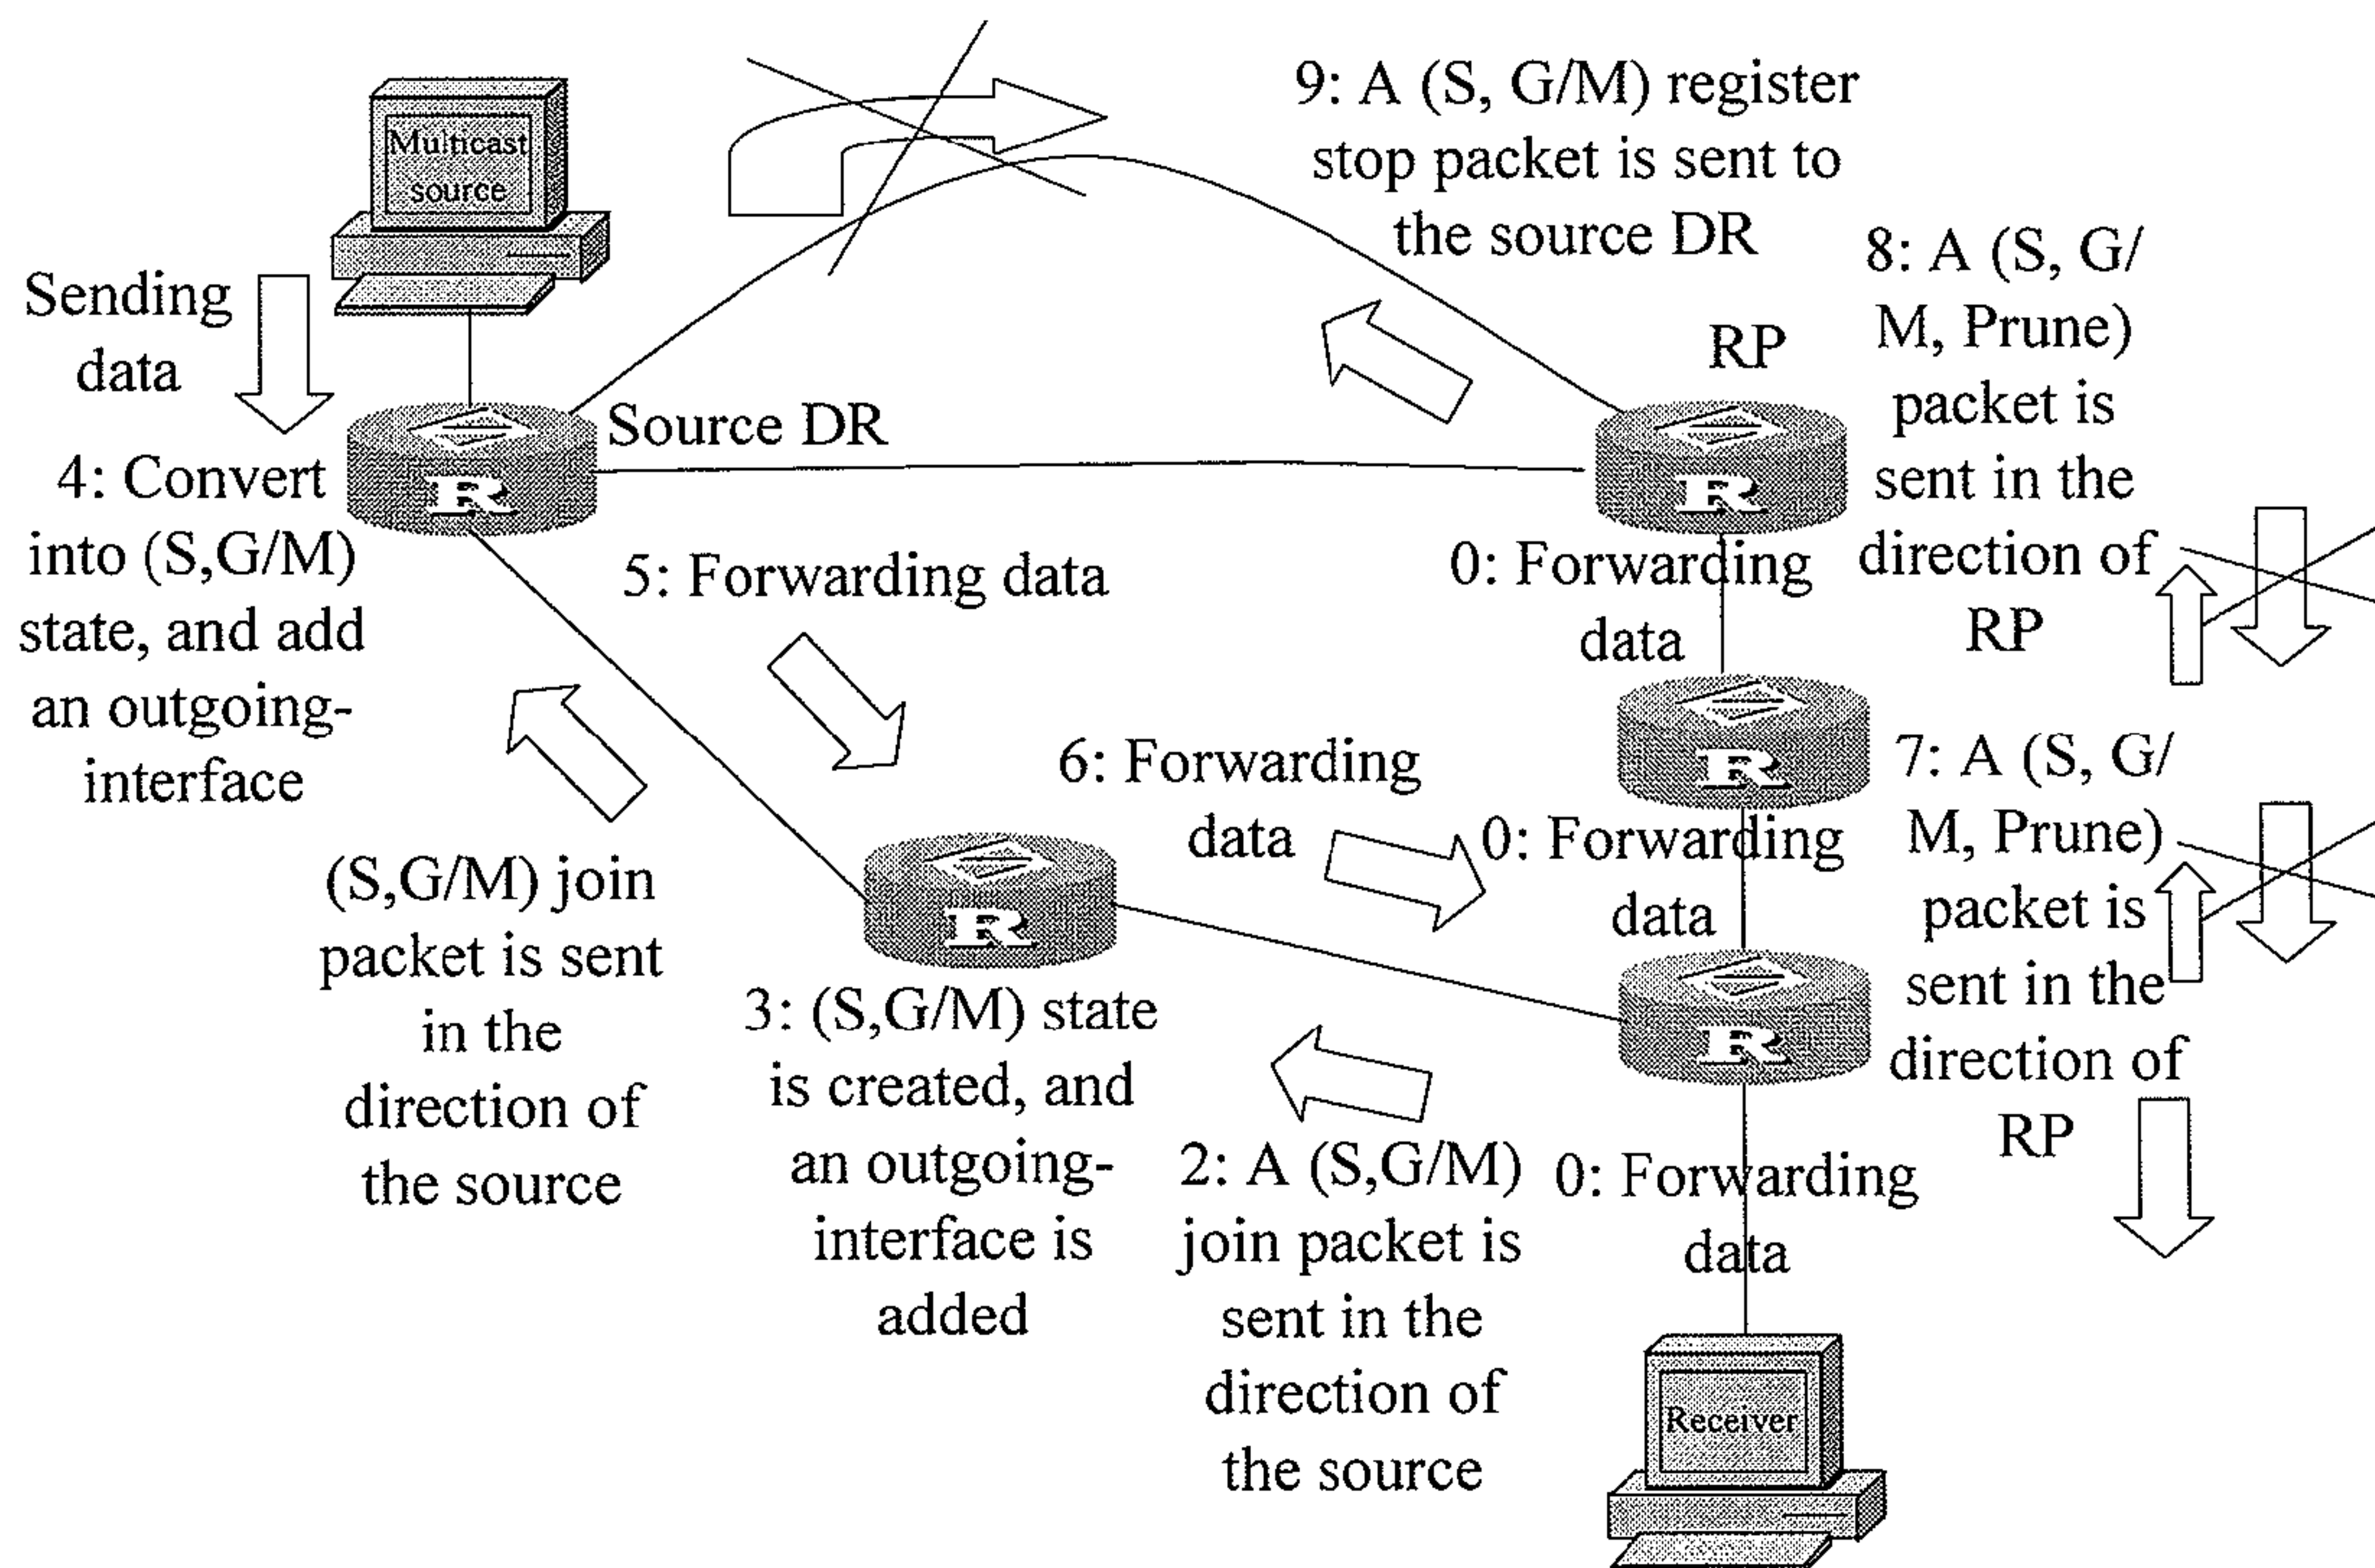 Multicast
source
Sending
data
9: A (S, G/M) register
stop packet is sent to
the source DR
8: A (S, G/
M, Prune)
packet is
sent in the
direction of
RP
RP
Source DR
R
R
4: Convert
into (S,G/M)
state, and add
an outgoing-
interface
5: Forwarding data
0: Forwarding
data
R
(S,G/M) join
packet is sent
in the
direction of
the source
6: Forwarding
data
0: Forwarding
data
7: A (S, G/
M, Prune)
packet is
sent in the
direction of
RP
R
R
3: (S,G/M) state
is created, and
an outgoing-
interface is
added
2: A (S,G/M)
join packet is
sent in the
direction of
the source
0: Forwarding
data
Receiver